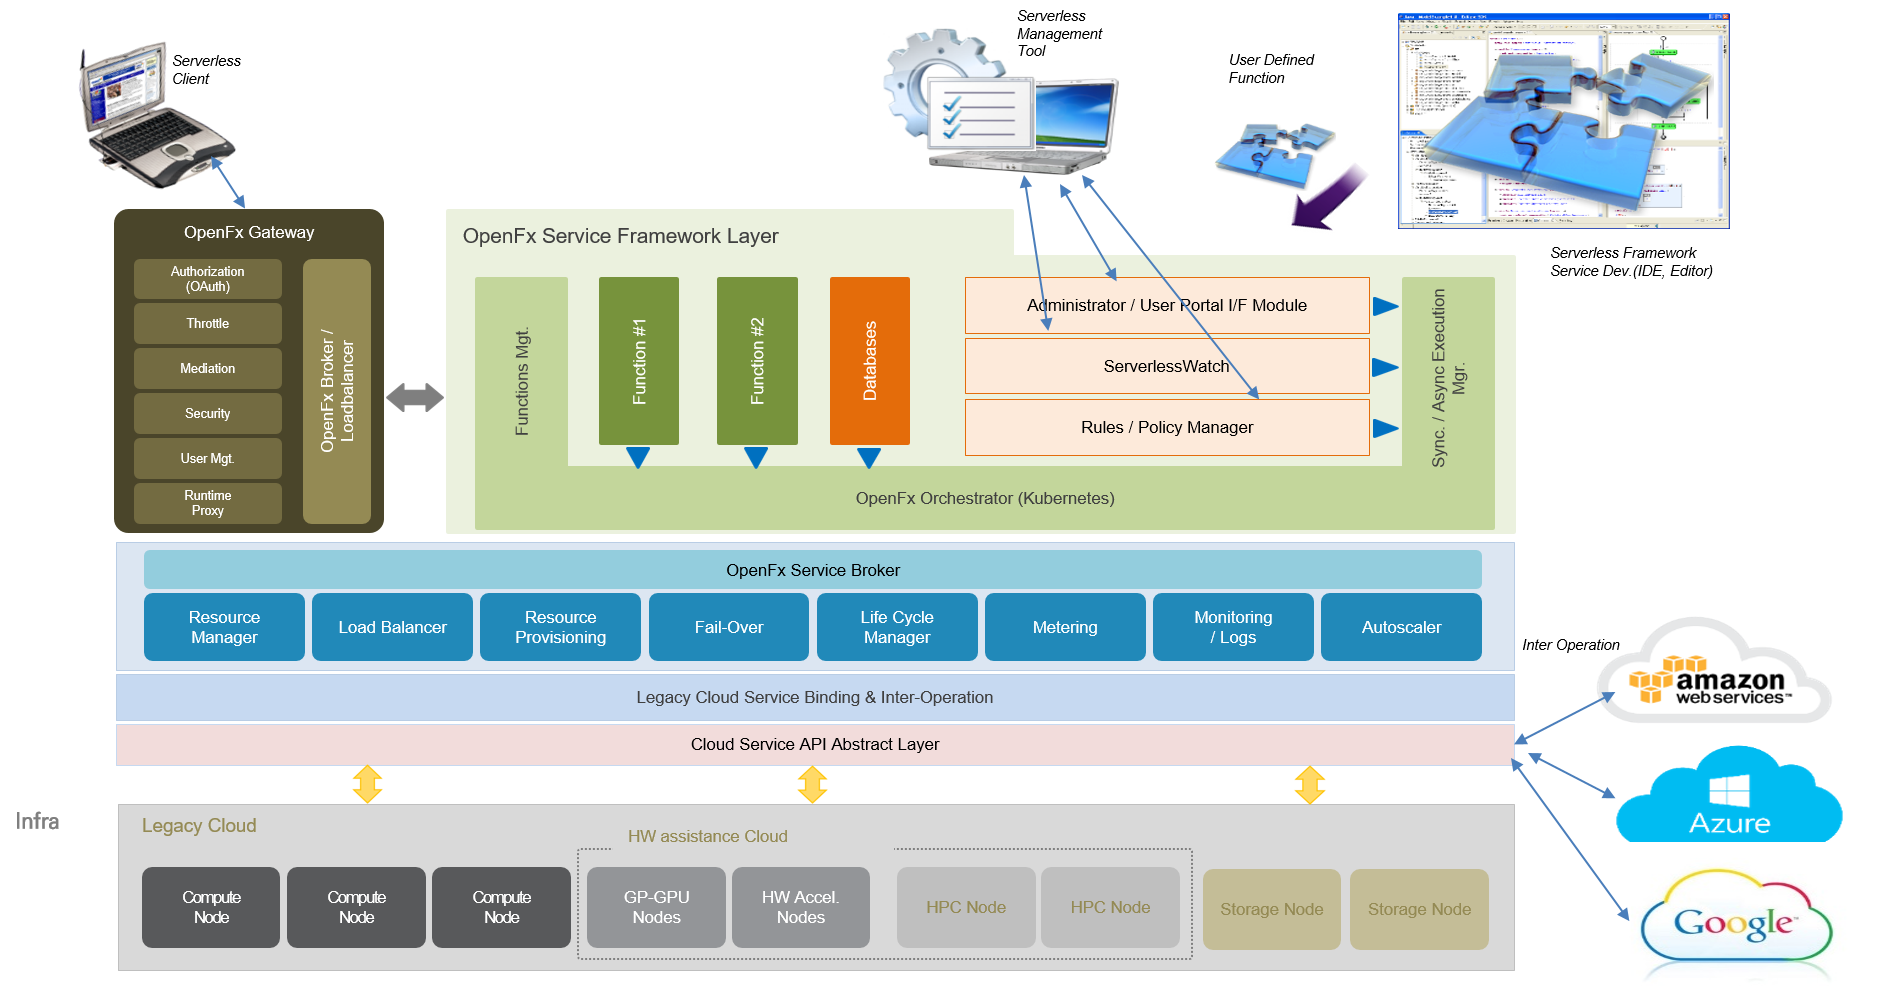 Serverless
Client
Serverless
Management
Tool
User Defined
Function
Serverless Framework
Service Dev.(IDE, Editor)
OpenFx Gateway
Authorization
(OAuth)
Throttle
Mediation
Security
User Mgt.
Runtime
Proxy
OpenFx Broker /
Loadbalancer
OpenFx Service Framework Layer
Functions Mgt.
Function #1
Function #2
Databases
Administrator / User Portal I/F Module
ServerlessWatch
Rules / Policy Manager
Sync. / Async Execution
Mgr.
OpenFx Orchestrator (Kubernetes)
OpenFx Service Broker
Resource
Manager
Load Balancer
Resource
Provisioning
Fail-Over
Life Cycle
Manager
Metering
Monitoring
/ Logs
Autoscaler
Legacy Cloud Service Binding & Inter-Operation
Cloud Service API Abstract Layer
Inter Operation
amazon
web services™
Azure
Google™
Infra
Legacy Cloud
HW assistance Cloud
Compute
Node
Compute
Node
Compute
Node
GP-GPU
Nodes
HW Accel.
Nodes
HPC Node
HPC Node
Storage Node
Storage Node